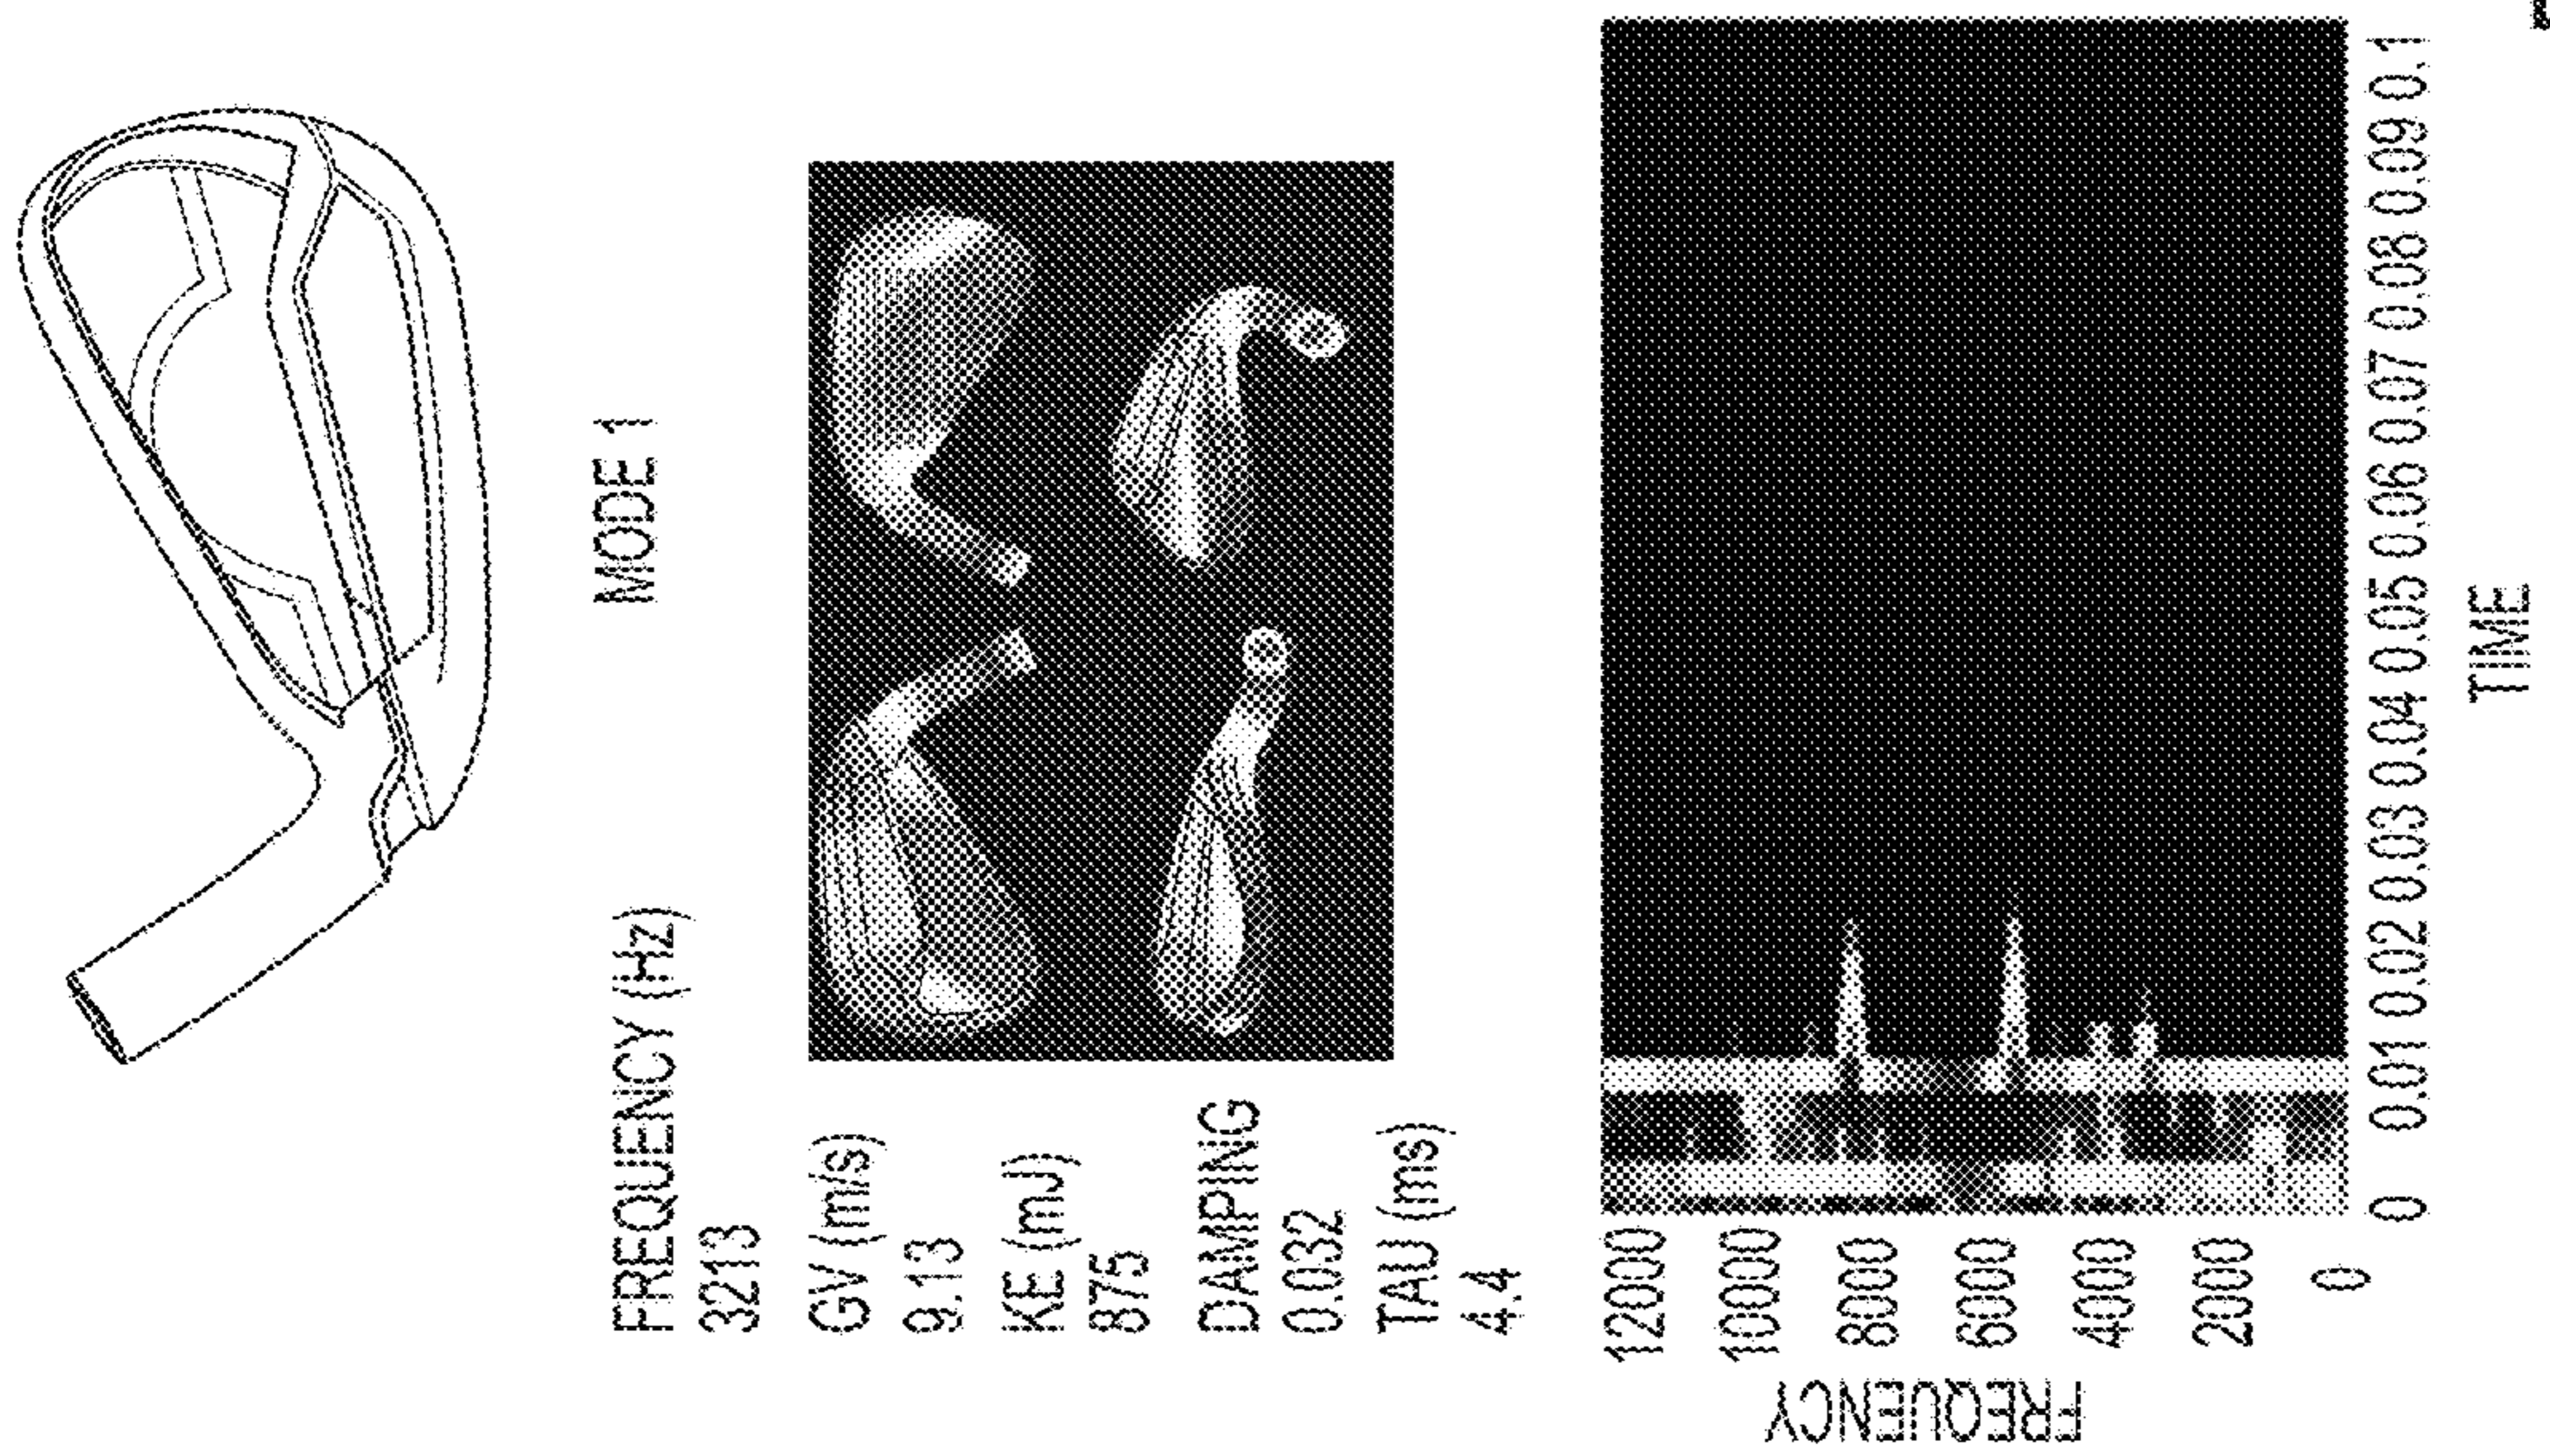 FREQUENCY (Hz)
3213
MODE 1
GV (m/s)
9.13
KE (mJ)
875
DAMPING
0.032
TAU (ms)
4.4
FREQUENCY
12000
10000
8000
6000
4000
2000
0
0 0.01 0.02 0.03 0.04 0.05 0.06 0.07 0.08 0.09 0.1
TIME